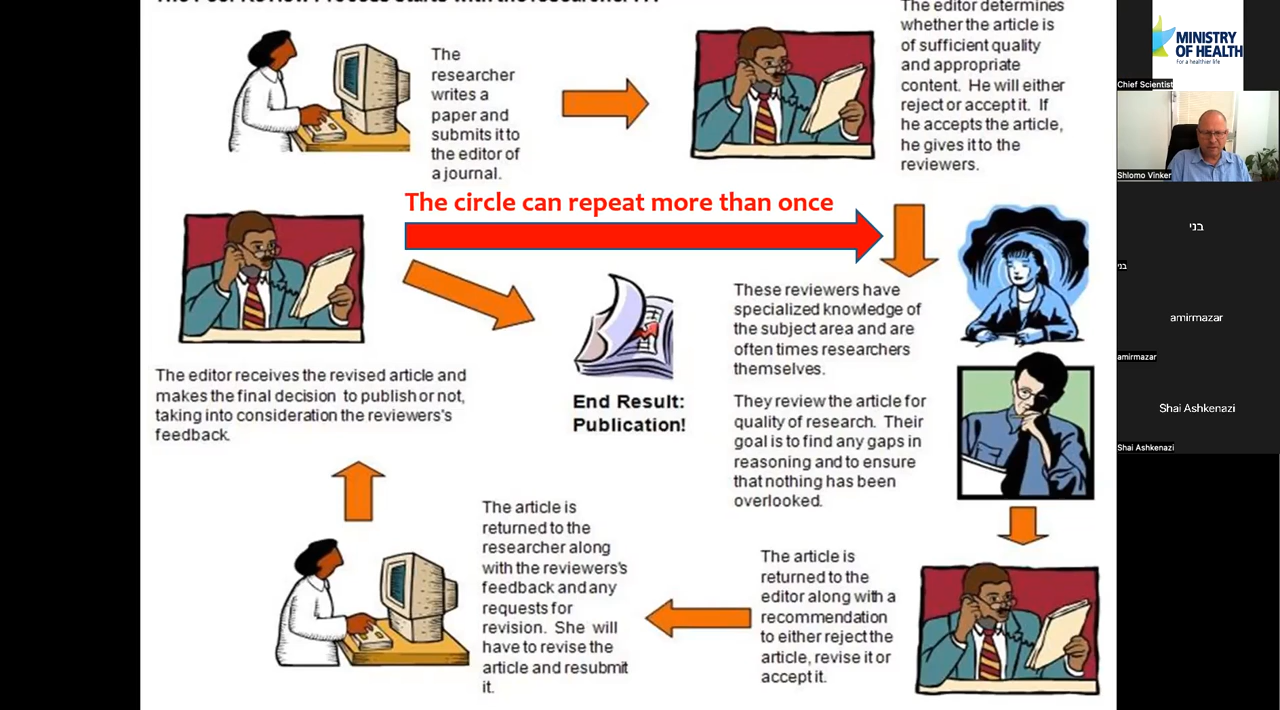 The Peer Review Process starts with the researcher . . .
The
researcher
writes a
paper and
submits it to
the editor of
a journal.
The editor determines
whether the article is
of sufficient quality
and appropriate
content. He will either
reject or accept it. If
he accepts the article,
he gives it to the
reviewers.
The circle can repeat more than once
These reviewers have
specialized knowledge of
the subject area and are
often times researchers
themselves.
They review the article for
quality of research. Their
goal is to find any gaps in
reasoning and to ensure
that nothing has been
overlooked.
The article is
returned to the
editor along with a
recommendation
to either reject the
article, revise it or
accept it.
The article is
returned to the
researcher along
with the reviewers's
feedback and any
requests for
revision. She will
have to revise the
article and resubmit
it.
The editor receives the revised article and
makes the final decision to publish or not,
taking into consideration the reviewers's
feedback.
End Result:
Publication!
MINISTRY
OF HEALTH
For a healthier life
Chief Scientist
Shlomo Vinker
בני
בני
amirmazar
amirmazar
Shai Ashkenazi
Shai Ashkenazi